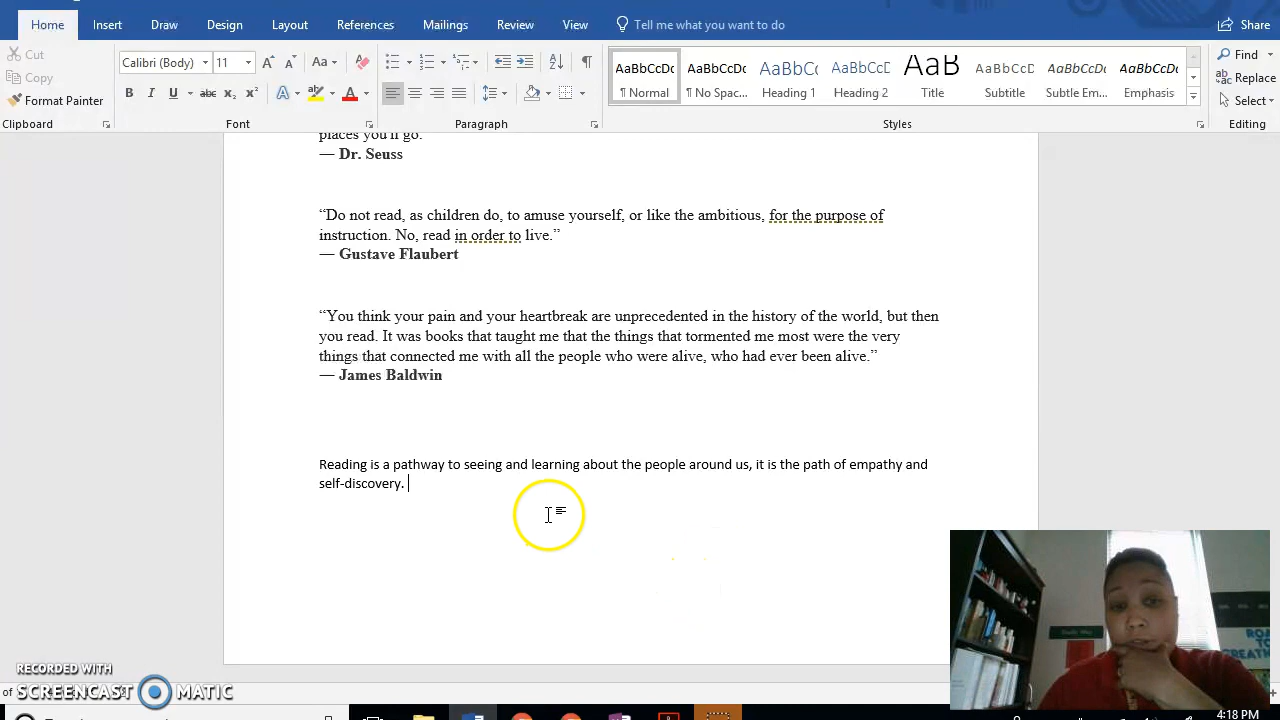 Home Insert Draw Design Layout References Mailings Review View Tell me what you want to do Share
Cut
Copy
Format Painter
Clipboard
Calibri (Body) 11
Font
Paragraph
AaBbCcDc AaBbCcDc AaBbCcC AaBbCcC AaB AaBbCcD AaBbCcDc AaBbCcDc
¶ Normal ¶ No Spac... Heading 1 Heading 2 Title Subtitle Subtle Em... Emphasis
Styles
Find
Replace
Select
Editing
places you'll go.
— Dr. Seuss
“Do not read, as children do, to amuse yourself, or like the ambitious, for the purpose of
instruction. No, read in order to live.”
— Gustave Flaubert
“You think your pain and your heartbreak are unprecedented in the history of the world, but then
you read. It was books that taught me that the things that tormented me most were the very
things that connected me with all the people who were alive, who had ever been alive.”
— James Baldwin
Reading is a pathway to seeing and learning about the people around us, it is the path of empathy and
self-discovery.
RECORDED WITH
SCREENCAST MATIC
of
4:18 PM